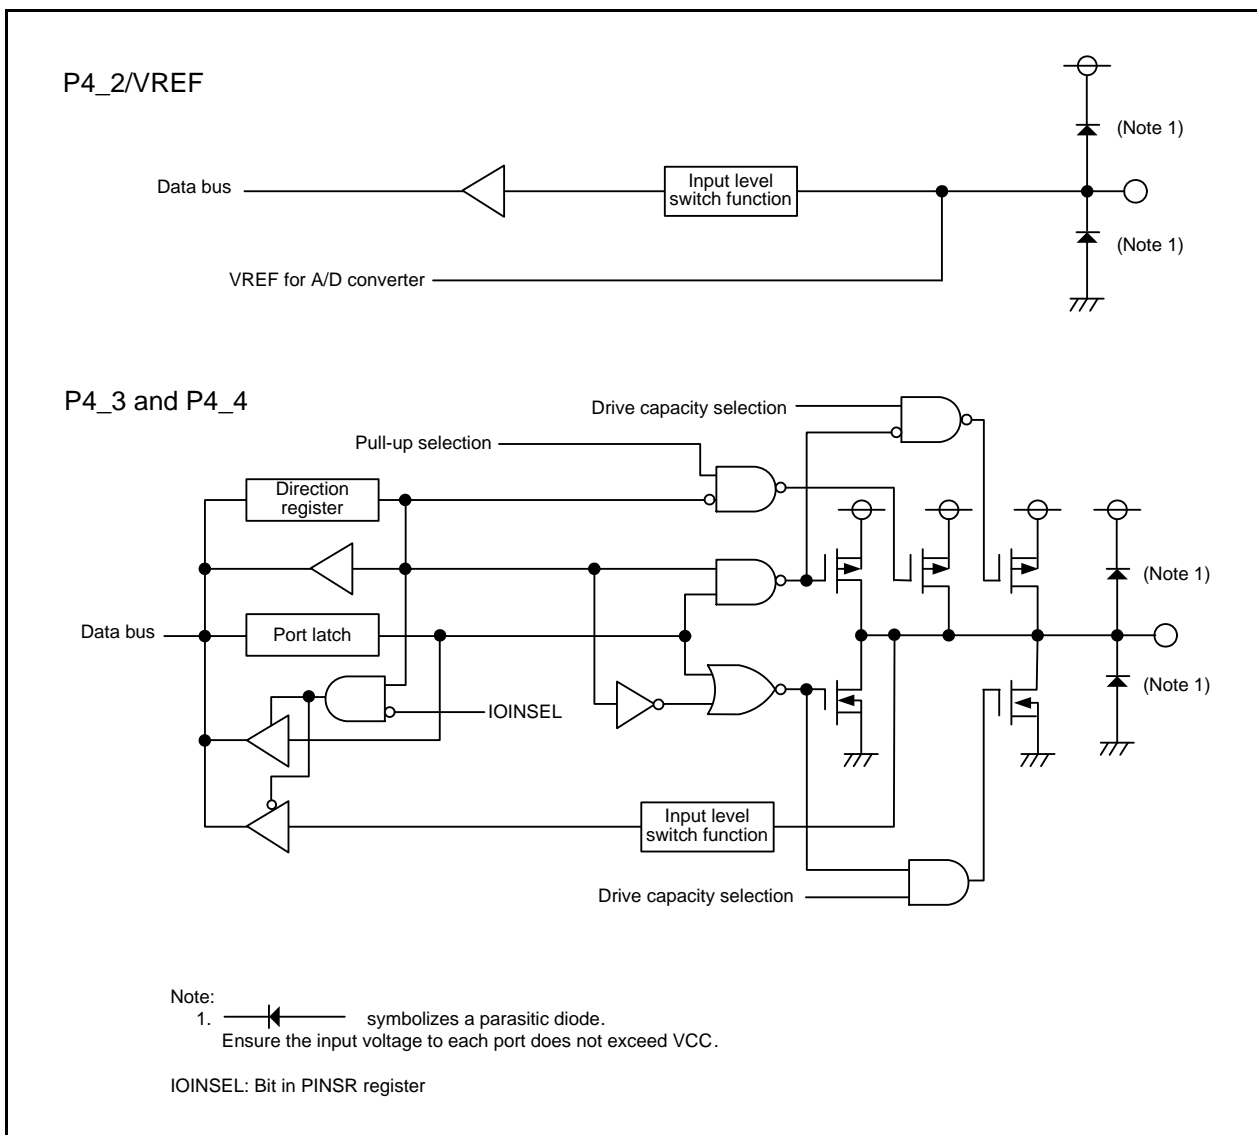 P4_2/VREF
(Note 1)
Data bus
Input level
switch function
(Note 1)
VREF for A/D converter
P4_3 and P4_4
Drive capacity selection
Pull-up selection
Direction
register
(Note 1)
Data bus
Port latch
(Note 1)
IOINSEL
Input level
switch function
Drive capacity selection
Note:
1. symbolizes a parasitic diode.
Ensure the input voltage to each port does not exceed VCC.
IOINSEL: Bit in PINSR register